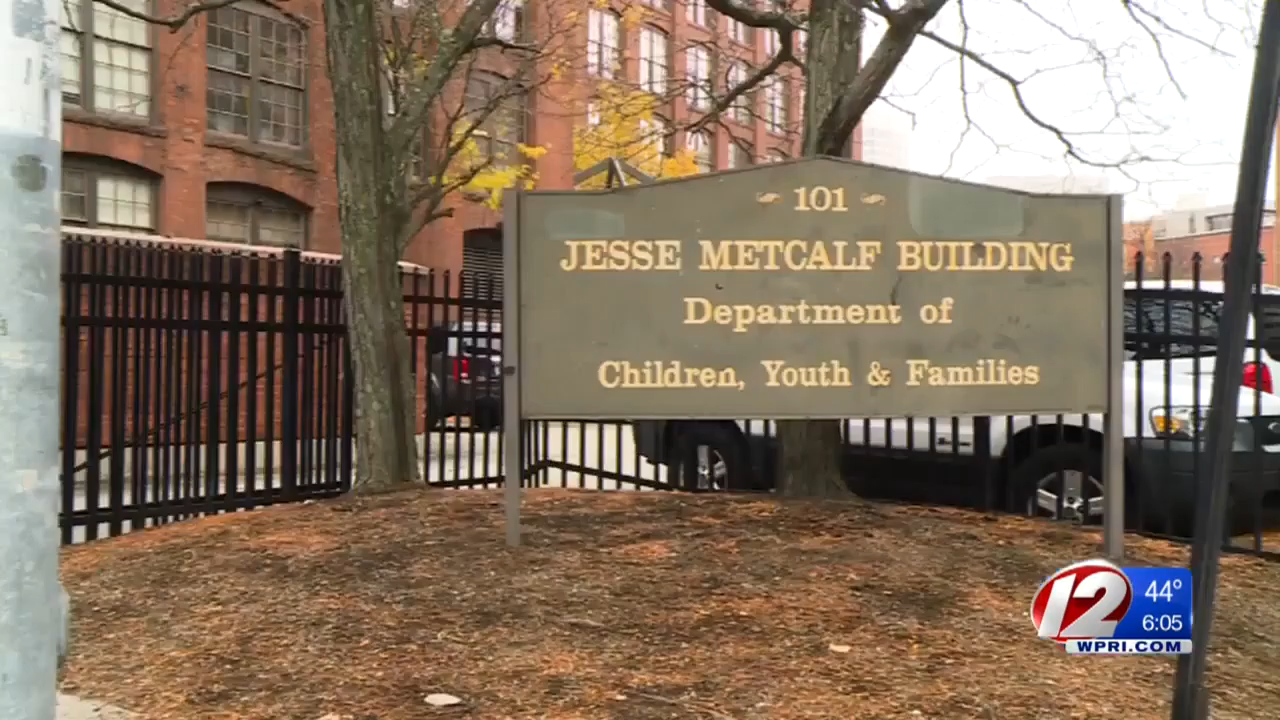 101
JESSE METCALF BUILDING
Department of
Children, Youth & Families
12
44°
6:05
WPRI.COM